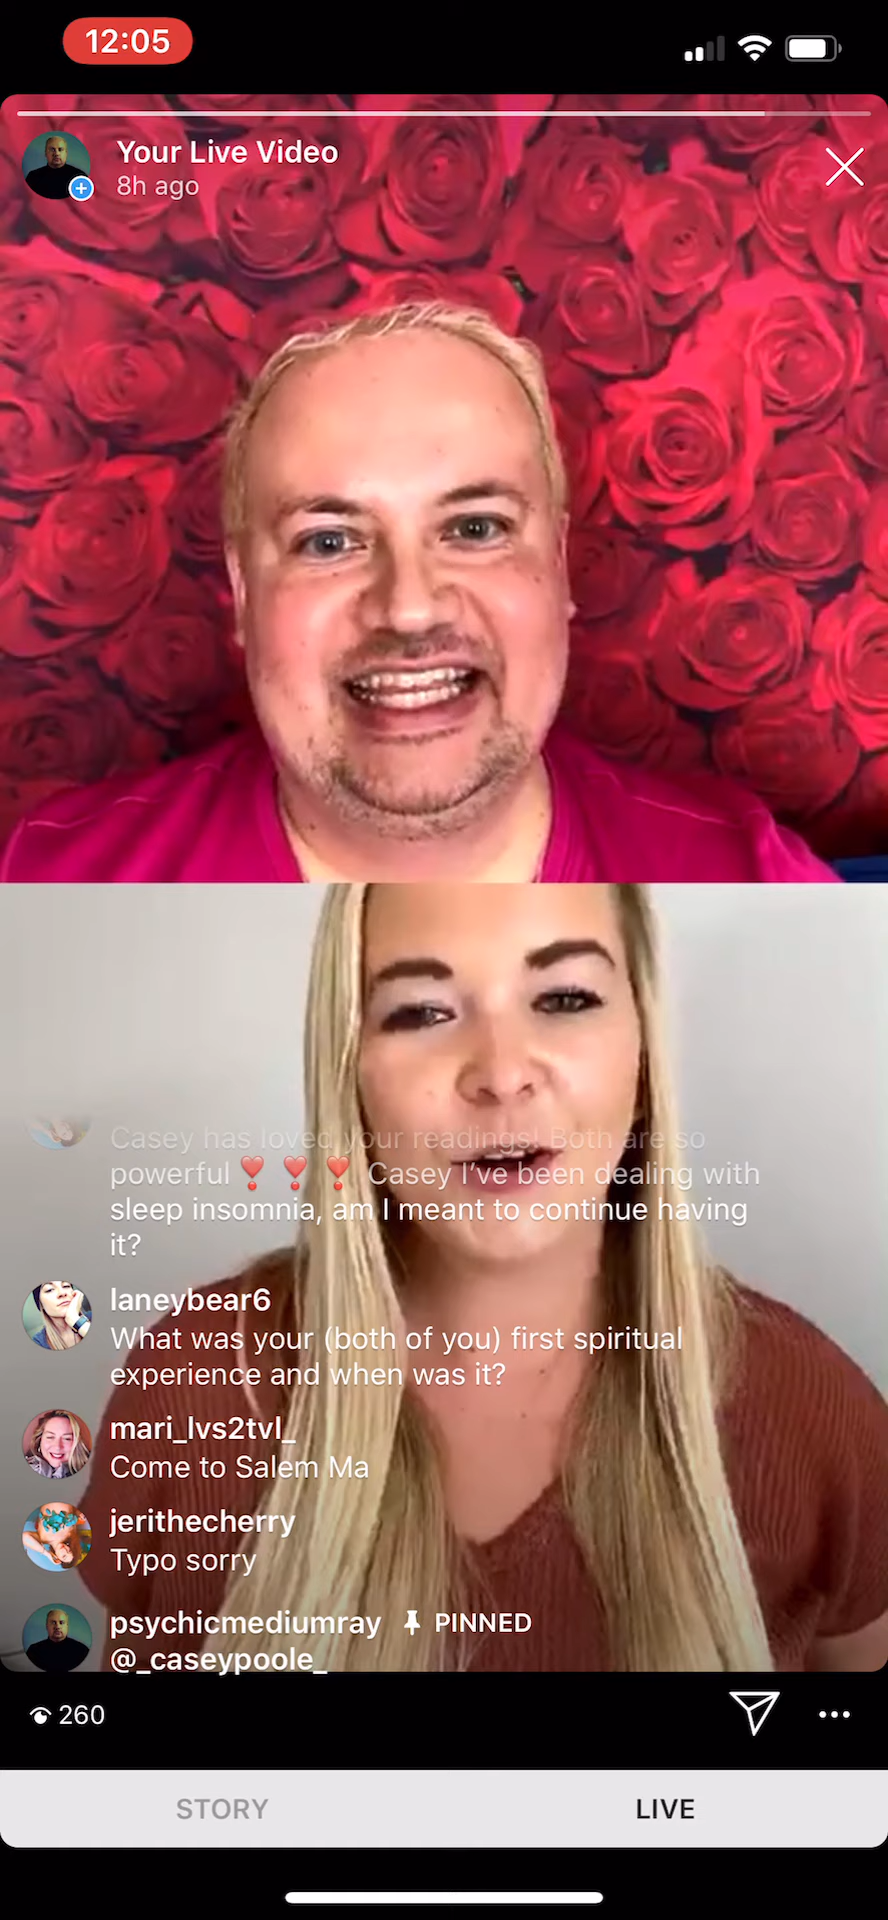 12:05
Your Live Video
8h ago
Casey has loved your readings! Both are so
powerful❣️ ❣️ ❣️ Casey I've been dealing with
sleep insomnia, am I meant to continue having
it?
laneybear6
What was your (both of you) first spiritual
experience and when was it?
mari_lvs2tvl_
Come to Salem Ma
jerithecherry
Typo sorry
psychicmediumray PINNED
@_caseypoole_
260
STORY LIVE